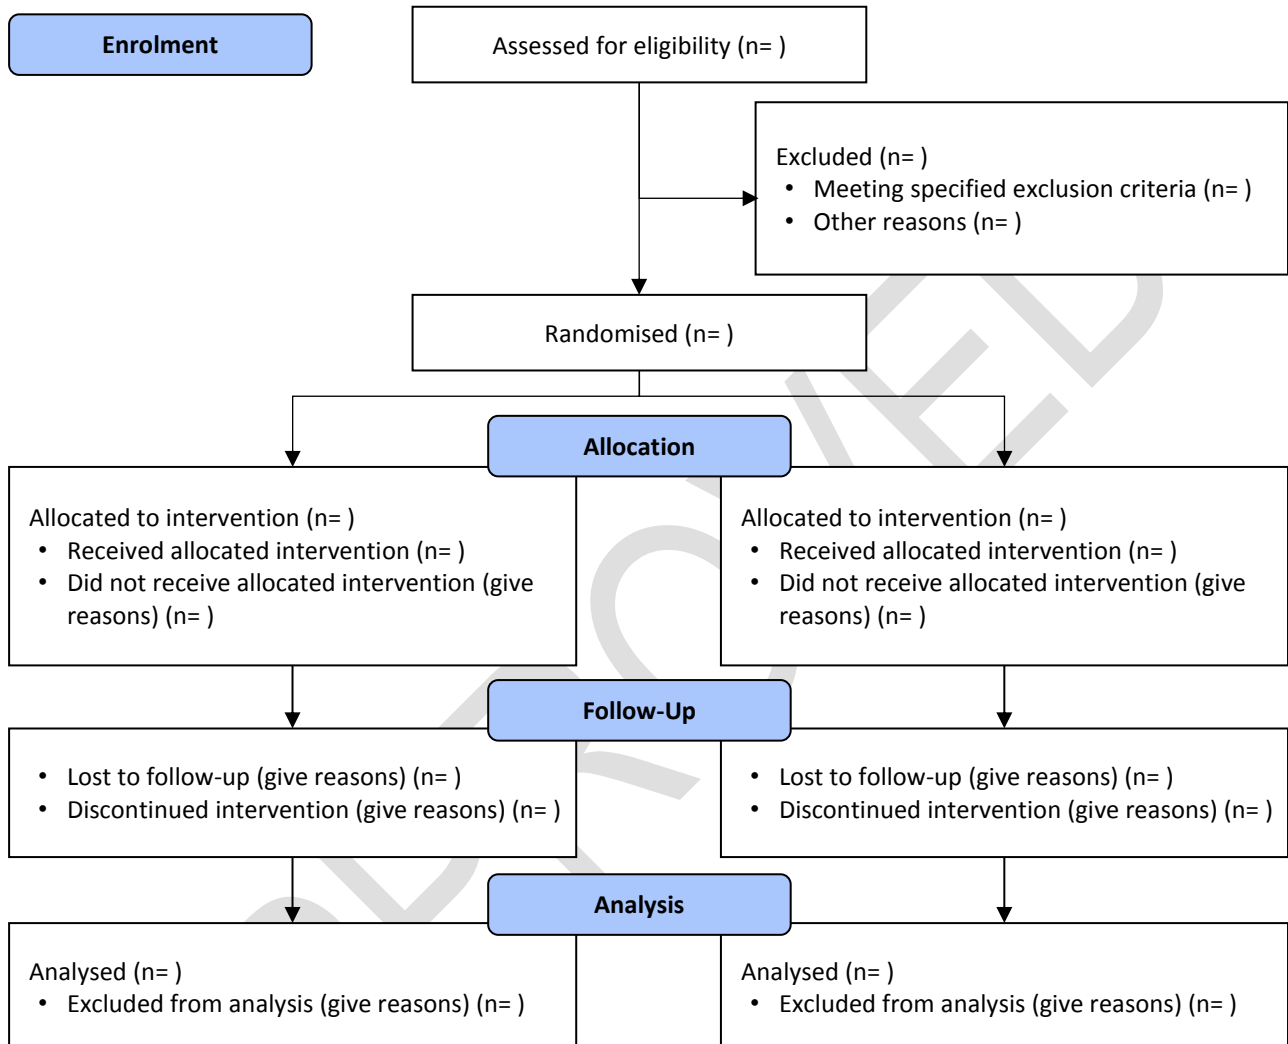 Enrolment
Assessed for eligibility (n= )
Excluded (n= )
• Meeting specified exclusion criteria (n= )
• Other reasons (n= )
Randomised (n= )
Allocation
Allocated to intervention (n= )
• Received allocated intervention (n= )
• Did not receive allocated intervention (give
reasons) (n= )
Allocated to intervention (n= )
• Received allocated intervention (n= )
• Did not receive allocated intervention (give
reasons) (n= )
Follow-Up
• Lost to follow-up (give reasons) (n= )
• Discontinued intervention (give reasons) (n= )
• Lost to follow-up (give reasons) (n= )
• Discontinued intervention (give reasons) (n= )
Analysis
Analysed (n= )
• Excluded from analysis (give reasons) (n= )
Analysed (n= )
• Excluded from analysis (give reasons) (n= )